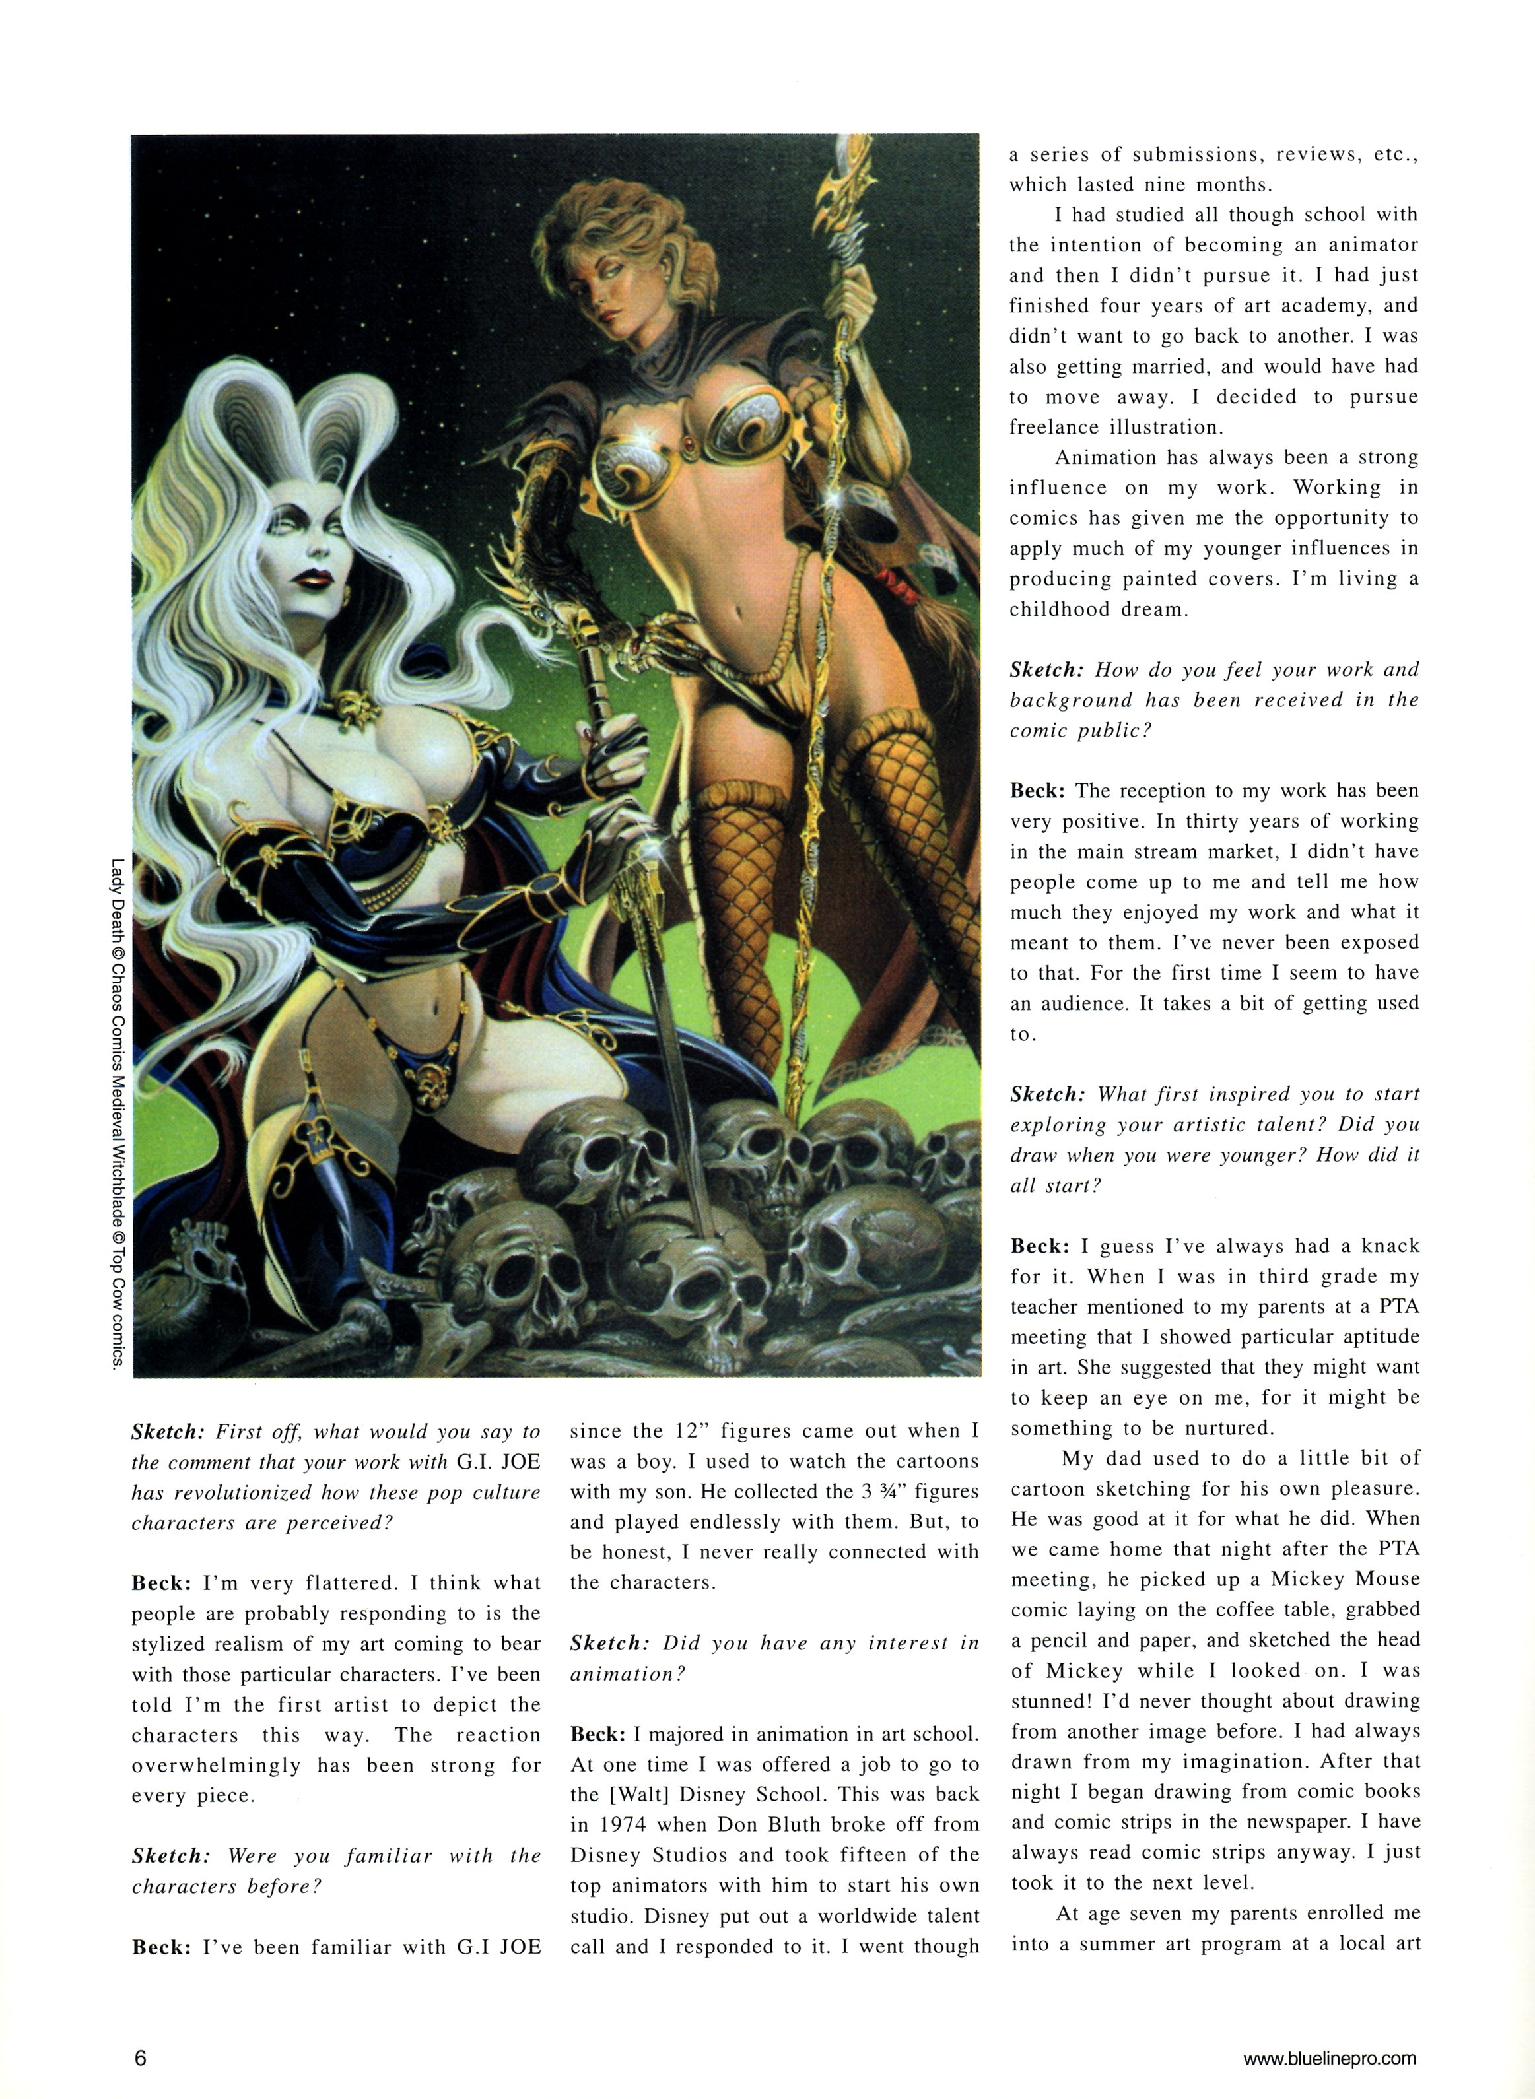 Lady Death © Chaos Comics Medieval Witchblade © Top Cow comics.
Sketch: First off, what would you say to
the comment that your work with G.I. JOE
has revolutionized how these pop culture
characters are perceived?
Beck: I'm very flattered. I think what
people are probably responding to is the
stylized realism of my art coming to bear
with those particular characters. I've been
told I'm the first artist to depict the
characters this way. The reaction
overwhelmingly has been strong for
every piece.
Sketch: Were you familiar with the
characters before?
Beck: I've been familiar with G.I JOE
since the 12" figures came out when I
was a boy. I used to watch the cartoons
with my son. He collected the 3 ¾" figures
and played endlessly with them. But, to
be honest, I never really connected with
the characters.
Sketch: Did you have any interest in
animation?
Beck: I majored in animation in art school.
At one time I was offered a job to go to
the [Walt] Disney School. This was back
in 1974 when Don Bluth broke off from
Disney Studios and took fifteen of the
top animators with him to start his own
studio. Disney put out a worldwide talent
call and I responded to it. I went though
a series of submissions, reviews, etc.,
which lasted nine months.
I had studied all though school with
the intention of becoming an animator
and then I didn't pursue it. I had just
finished four years of art academy, and
didn't want to go back to another. I was
also getting married, and would have had
to move away. I decided to pursue
freelance illustration.
Animation has always been a strong
influence on my work. Working in
comics has given me the opportunity to
apply much of my younger influences in
producing painted covers. I'm living a
childhood dream.
Sketch: How do you feel your work and
background has been received in the
comic public?
Beck: The reception to my work has been
very positive. In thirty years of working
in the main stream market, I didn't have
people come up to me and tell me how
much they enjoyed my work and what it
meant to them. I've never been exposed
to that. For the first time I seem to have
an audience. It takes a bit of getting used
to.
Sketch: What first inspired you to start
exploring your artistic talent? Did you
draw when you were younger? How did it
all start?
Beck: I guess I've always had a knack
for it. When I was in third grade my
teacher mentioned to my parents at a PTA
meeting that I showed particular aptitude
in art. She suggested that they might want
to keep an eye on me, for it might be
something to be nurtured.
My dad used to do a little bit of
cartoon sketching for his own pleasure.
He was good at it for what he did. When
we came home that night after the PTA
meeting, he picked up a Mickey Mouse
comic laying on the coffee table, grabbed
a pencil and paper, and sketched the head
of Mickey while I looked on. I was
stunned! I'd never thought about drawing
from another image before. I had always
drawn from my imagination. After that
night I began drawing from comic books
and comic strips in the newspaper. I have
always read comic strips anyway. I just
took it to the next level.
At age seven my parents enrolled me
into a summer art program at a local art
6
www.bluelinepro.com